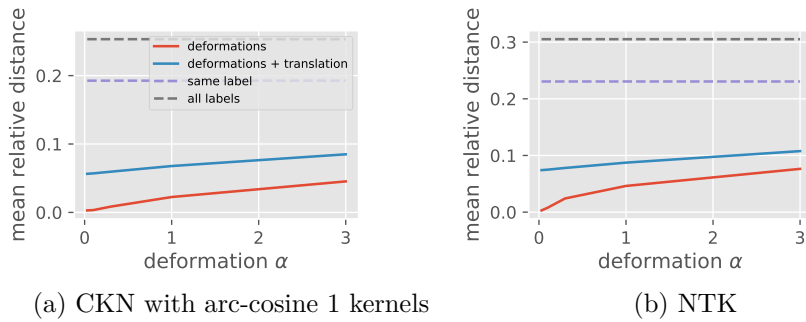 mean relative distance
0.2
0.1
0.0
deformations
deformations + translation
same label
all labels
0 1 2 3
deformation α
(a) CKN with arc-cosine 1 kernels
mean relative distance
0.3
0.2
0.1
0.0
0 1 2 3
deformation α
(b) NTK